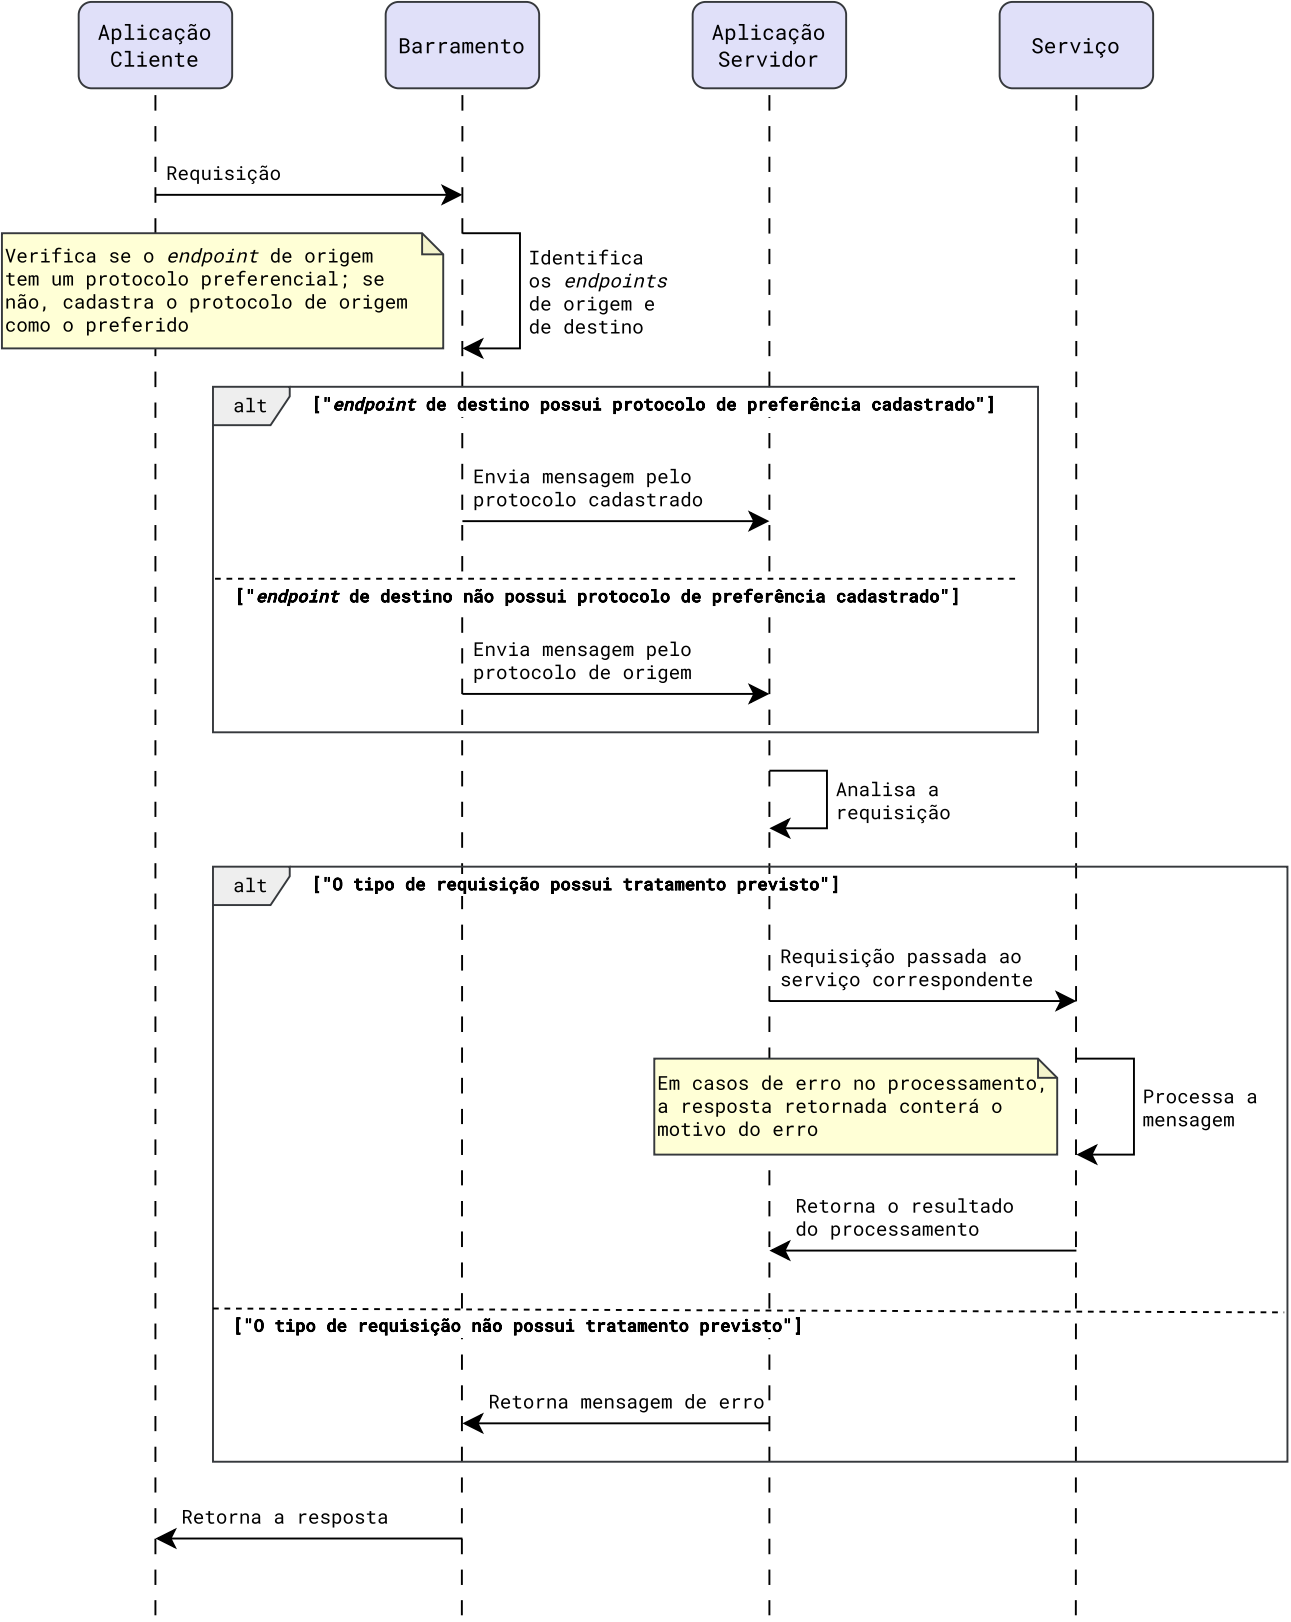 Aplicação
Cliente
Barramento
Aplicação
Servidor
Serviço
Requisição
Verifica se o endpoint de origem
tem um protocolo preferencial; se
não, cadastra o protocolo de origem
como o preferido
Identifica
os endpoints
de origem e
de destino
alt
["endpoint de destino possui protocolo de preferência cadastrado"]
Envia mensagem pelo
protocolo cadastrado
["endpoint de destino não possui protocolo de preferência cadastrado"]
Envia mensagem pelo
protocolo de origem
Analisa a
requisição
alt
["O tipo de requisição possui tratamento previsto"]
Requisição passada ao
serviço correspondente
Em casos de erro no processamento,
a resposta retornada conterá o
motivo do erro
Processa a
mensagem
Retorna o resultado
do processamento
["O tipo de requisição não possui tratamento previsto"]
Retorna mensagem de erro
Retorna a resposta